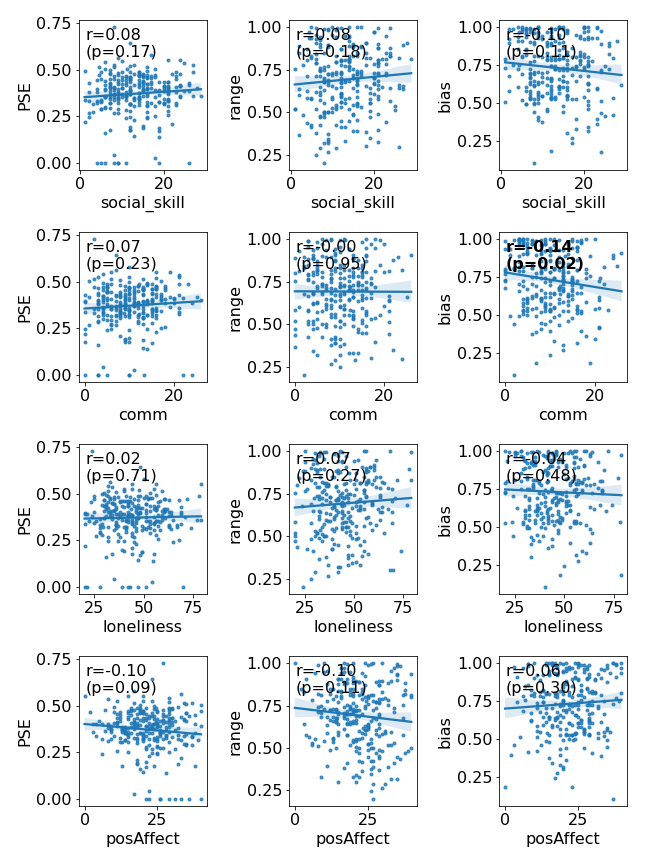 0.75
0.50
0.25
0.00
PSE
r=0.08
(p=0.17)
0
20
social_skill
1.00
0.75
0.50
0.25
range
r=0.08
(p=0.18)
0
20
social_skill
1.00
0.75
0.50
0.25
bias
r=-0.10
(p=0.11)
0
20
social_skill
0.75
0.50
0.25
0.00
PSE
r=0.07
(p=0.23)
0
20
comm
1.00
0.75
0.50
0.25
range
r=-0.00
(p=0.95)
0
20
comm
1.00
0.75
0.50
0.25
bias
r=-0.14
(p=0.02)
0
20
comm
0.75
0.50
0.25
0.00
PSE
r=0.02
(p=0.71)
25
50
75
loneliness
1.00
0.75
0.50
0.25
range
r=0.07
(p=0.27)
25
50
75
loneliness
1.00
0.75
0.50
0.25
bias
r=-0.04
(p=0.48)
25
50
75
loneliness
0.75
0.50
0.25
0.00
PSE
r=-0.10
(p=0.09)
0
25
posAffect
1.00
0.75
0.50
0.25
range
r=-0.10
(p=0.11)
0
25
posAffect
1.00
0.75
0.50
0.25
bias
r=0.06
(p=0.30)
0
25
posAffect